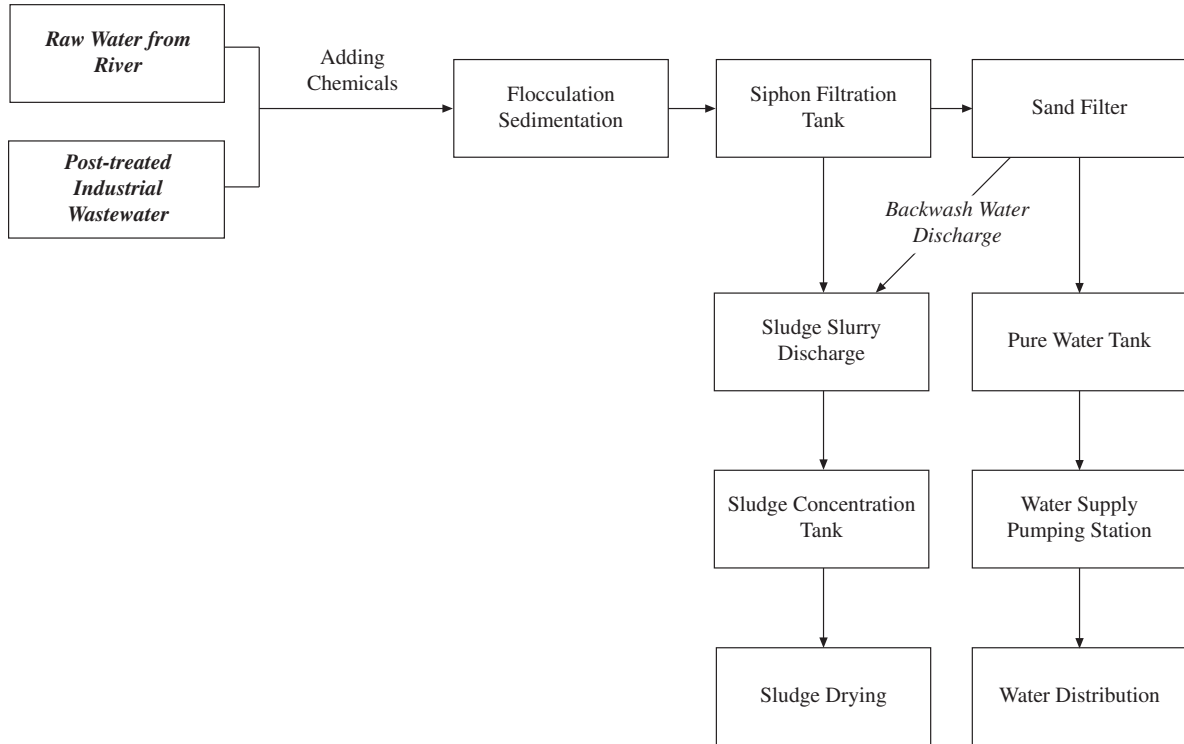 Raw Water from
River
Post-treated
Industrial
Wastewater
Adding
Chemicals
Flocculation
Sedimentation
Siphon Filtration
Tank
Sand Filter
Backwash Water
Discharge
Sludge Slurry
Discharge
Pure Water Tank
Sludge Concentration
Tank
Water Supply
Pumping Station
Sludge Drying
Water Distribution